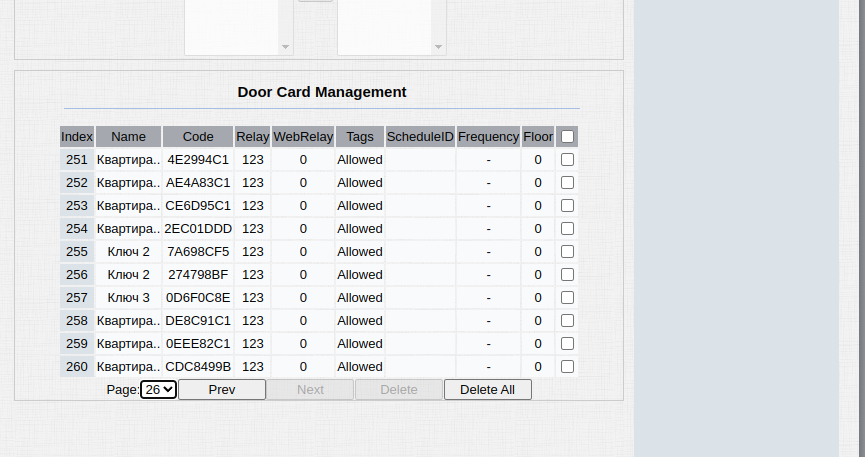 Door Card Management
Index Name Code Relay WebRelay Tags ScheduleID Frequency Floor
251 Квартира.. 4E2994C1 123 0 Allowed - 0
252 Квартира.. AE4A83C1 123 0 Allowed - 0
253 Квартира.. CE6D95C1 123 0 Allowed - 0
254 Квартира.. 2EC01DDD 123 0 Allowed - 0
255 Ключ 2 7A698CF5 123 0 Allowed - 0
256 Ключ 2 274798BF 123 0 Allowed - 0
257 Ключ 3 0D6F0C8E 123 0 Allowed - 0
258 Квартира.. DE8C91C1 123 0 Allowed - 0
259 Квартира.. 0EEE82C1 123 0 Allowed - 0
260 Квартира.. CDC8499B 123 0 Allowed - 0
Page: 26 Prev Next Delete Delete All